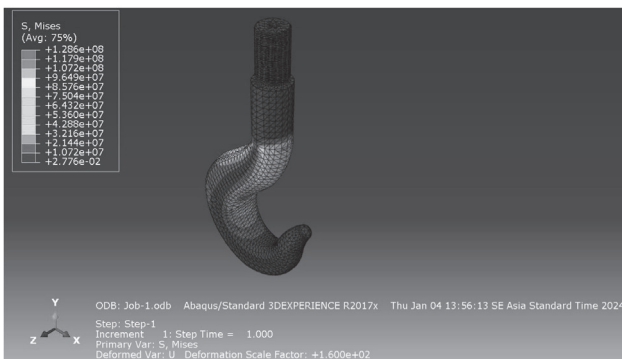 S, Mises
(Avg: 75%)
+1.286e+08
+1.179e+08
+1.072e+08
+9.649e+07
+8.576e+07
+7.504e+07
+6.432e+07
+5.360e+07
+4.288e+07
+3.216e+07
+2.144e+07
+1.072e+07
+2.776e-02
Y
Z X
ODB: Job-1.odb Abaqus/Standard 3DEXPERIENCE R2017x Thu Jan 04 13:56:13 SE Asia Standard Time 2024
Step: Step-1
Increment 1: Step Time = 1.000
Primary Var: S, Mises
Deformed Var: U Deformation Scale Factor: +1.600e+02